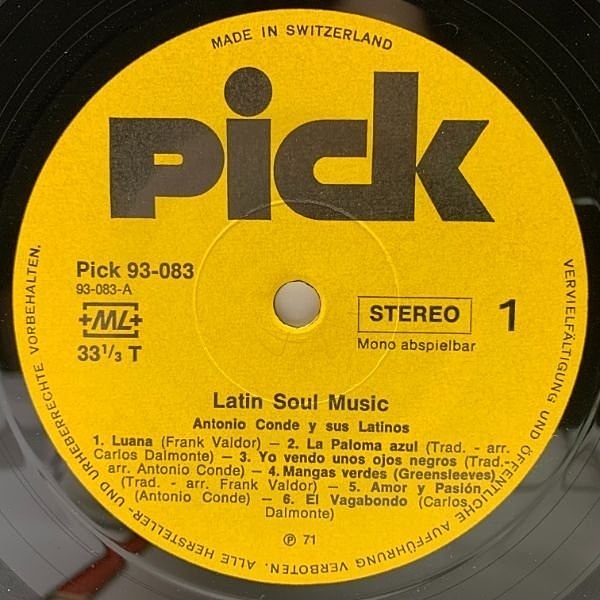 MADE IN SWITZERLAND
pick
Pick 93-083
93-083-A
+ML+
33 1/3 T
STEREO
1
Mono abspielbar
Latin Soul Music
Antonio Conde y sus Latinos
1. Luana (Frank Valdor) – 2. La Paloma azul (Trad. - arr.
Carlos Dalmonte) – 3. Yo vendo unos ojos negros (Trad.-
arr. Antonio Conde) – 4. Mangas verdes (Greensleeves)
(Trad. - arr. Frank Valdor) – 5. Amor y Pasión
(Antonio Conde) – 6. El Vagabondo (Carlos
Dalmonte)
℗ 71
ALLE HERSTELLER- UND URHEBERRECHTE VORBEHALTEN.
VERVIELFÄLTIGUNG UND ÖFFENTLICHE AUFFÜHRUNG VERBOTEN.